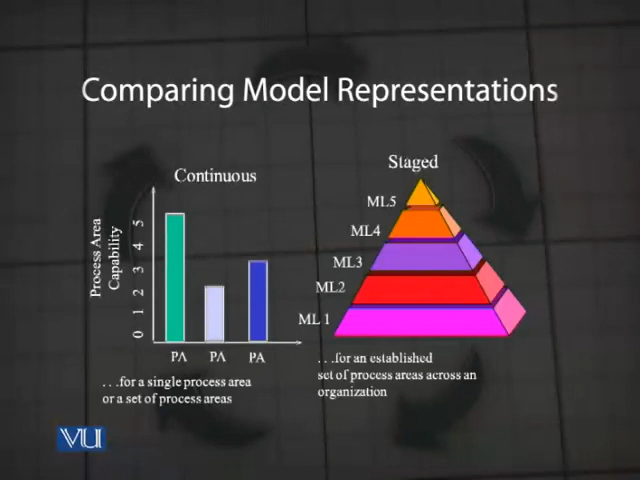 Comparing Model Representations
Continuous
Process Area
Capability
0 1 2 3 4 5
PA PA PA
. . .for a single process area
or a set of process areas
Staged
ML5
ML4
ML3
ML2
ML 1
. . .for an established
set of process areas across an
organization
VU